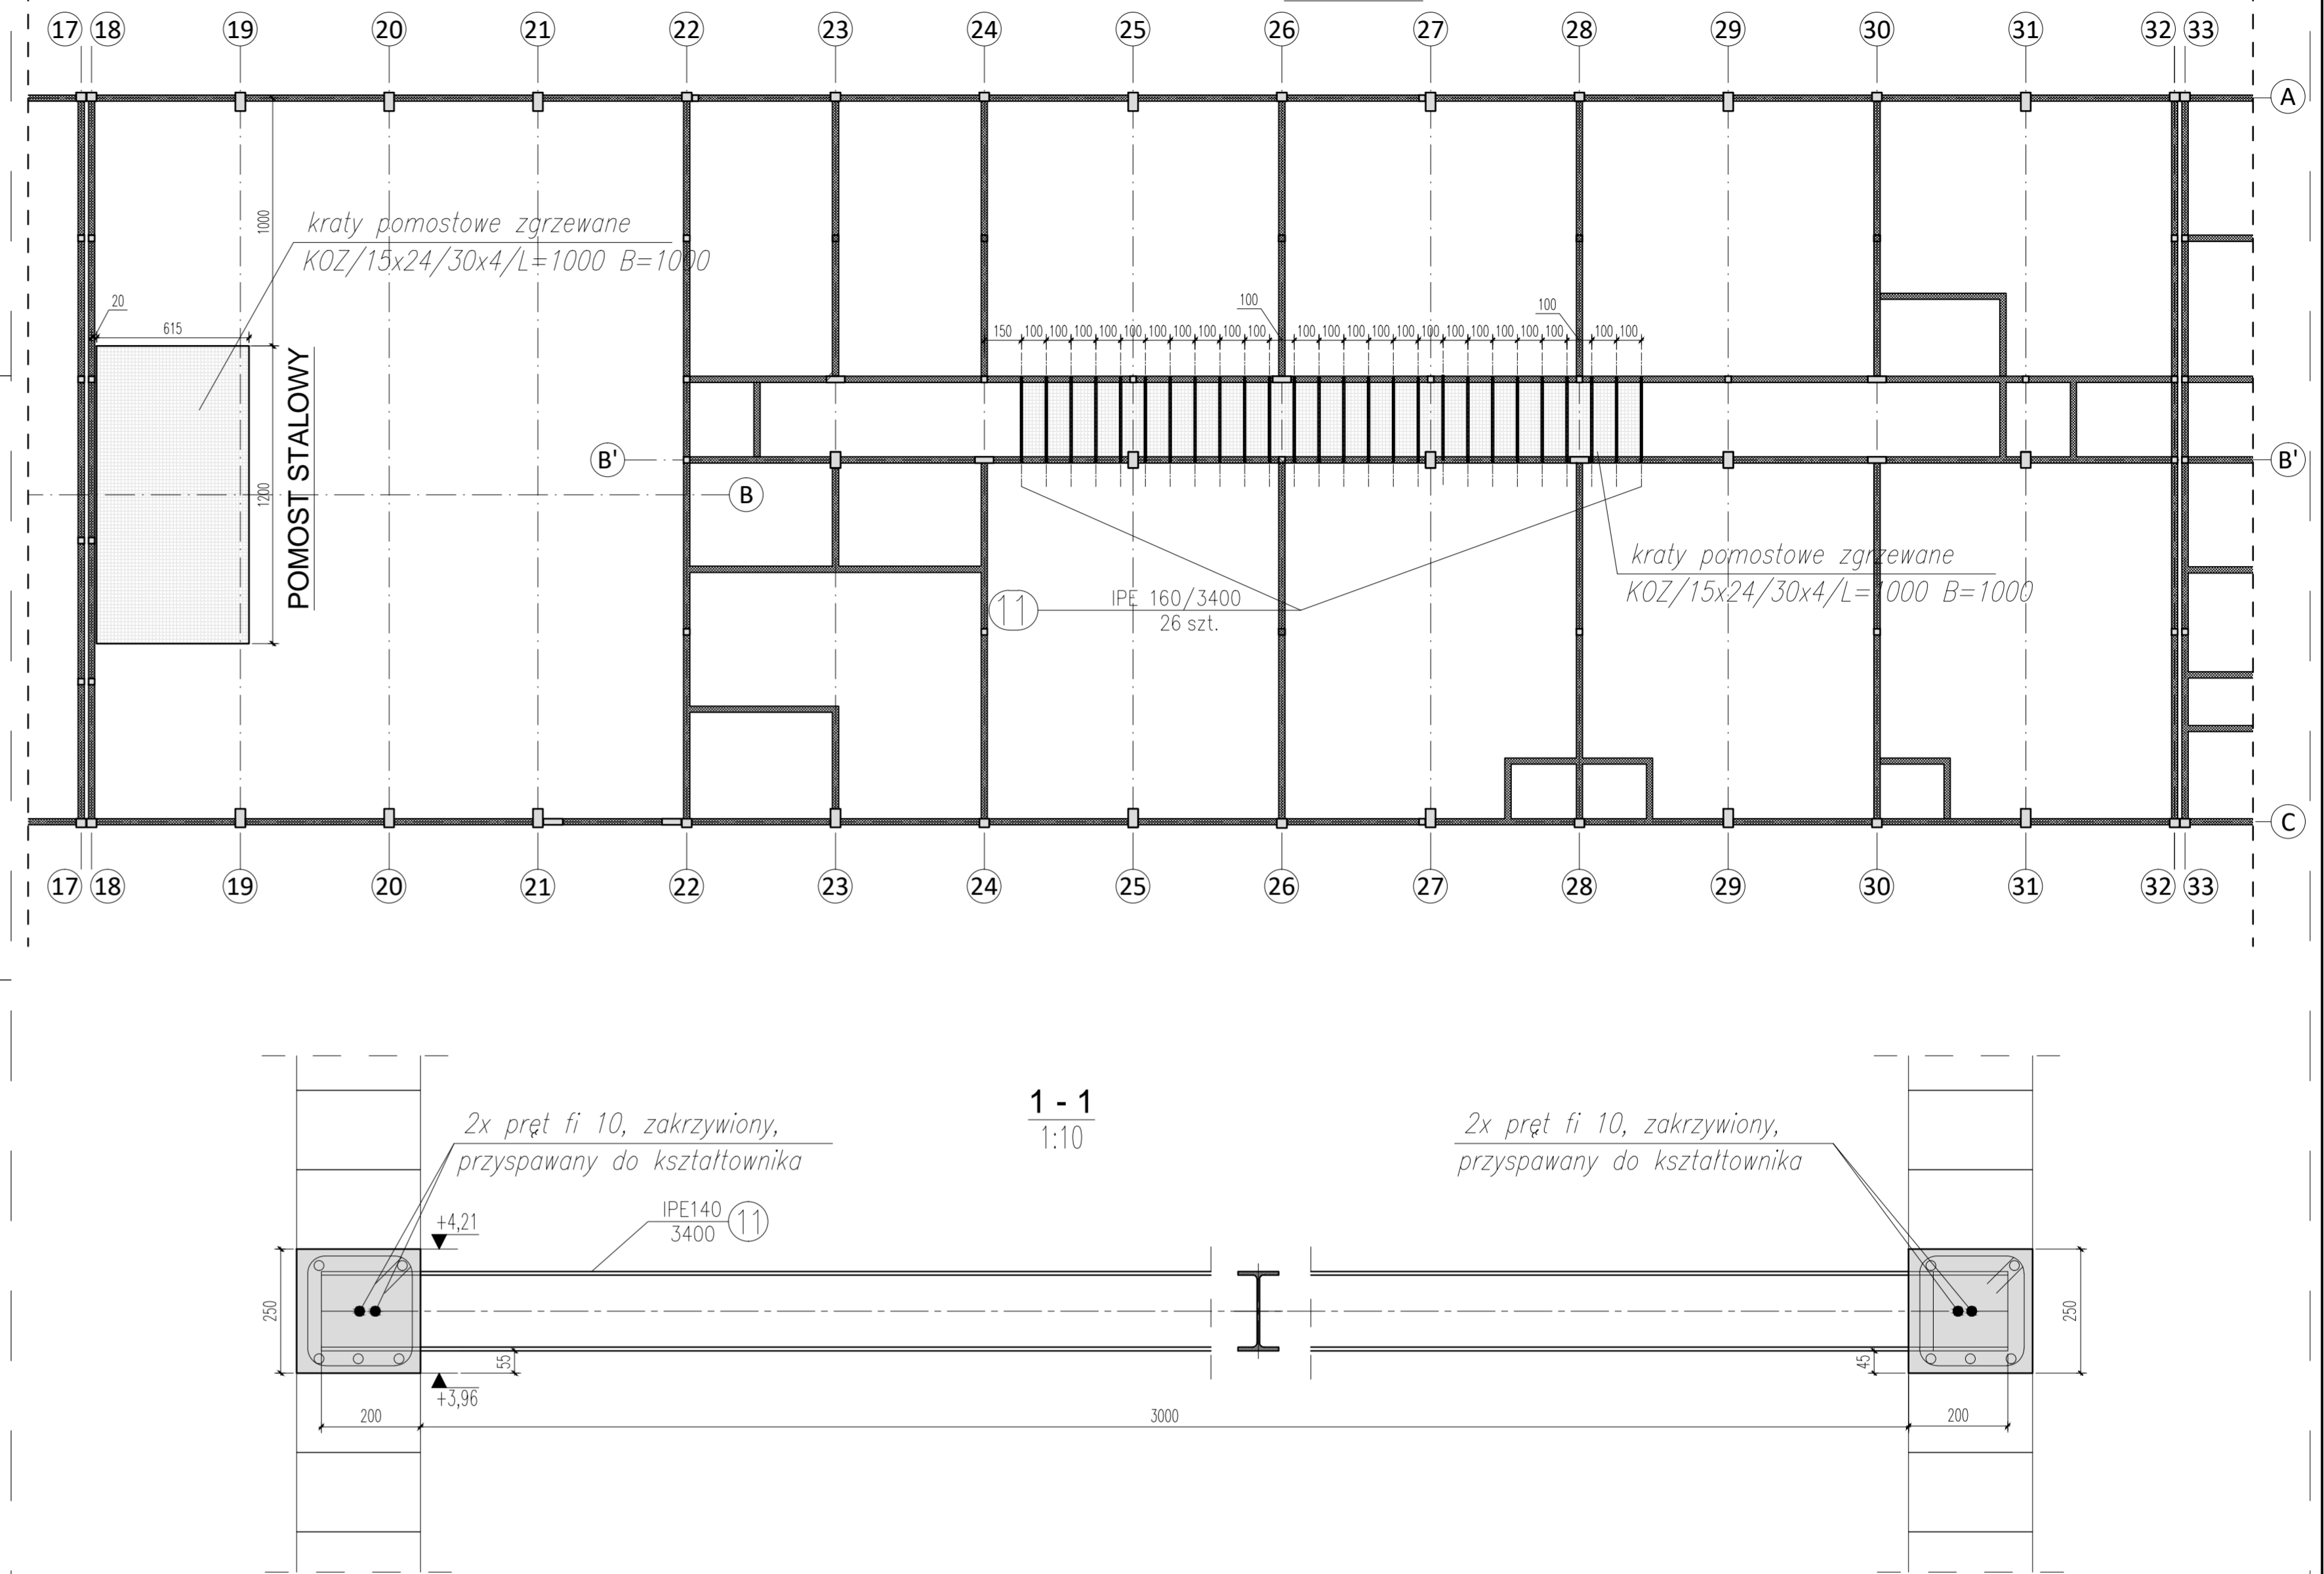 17 18 19 20 21 22 23 24 25 26 27 28 29 30 31 32 33
A
kraty pomostowe zgrzewane
KOZ/15x24/30x4/L=1000 B=1000
1000
20
615
100
100
150 100 100 100 100 100 100 100 100 100 100 100 100 100 100 100 100 100 100 100 100 100 100 100
POMOST STALOWY
1200
B'
B'
B
kraty pomostowe zgrzewane
KOZ/15x24/30x4/L=1000 B=1000
11
IPE 160/3400
26 szt.
C
17 18 19 20 21 22 23 24 25 26 27 28 29 30 31 32 33
1 - 1
1:10
2x pręt fi 10, zakrzywiony,
przyspawany do kształtownika
2x pręt fi 10, zakrzywiony,
przyspawany do kształtownika
IPE140
3400
11
+4,21
250
250
55
45
+3,96
200
3000
200